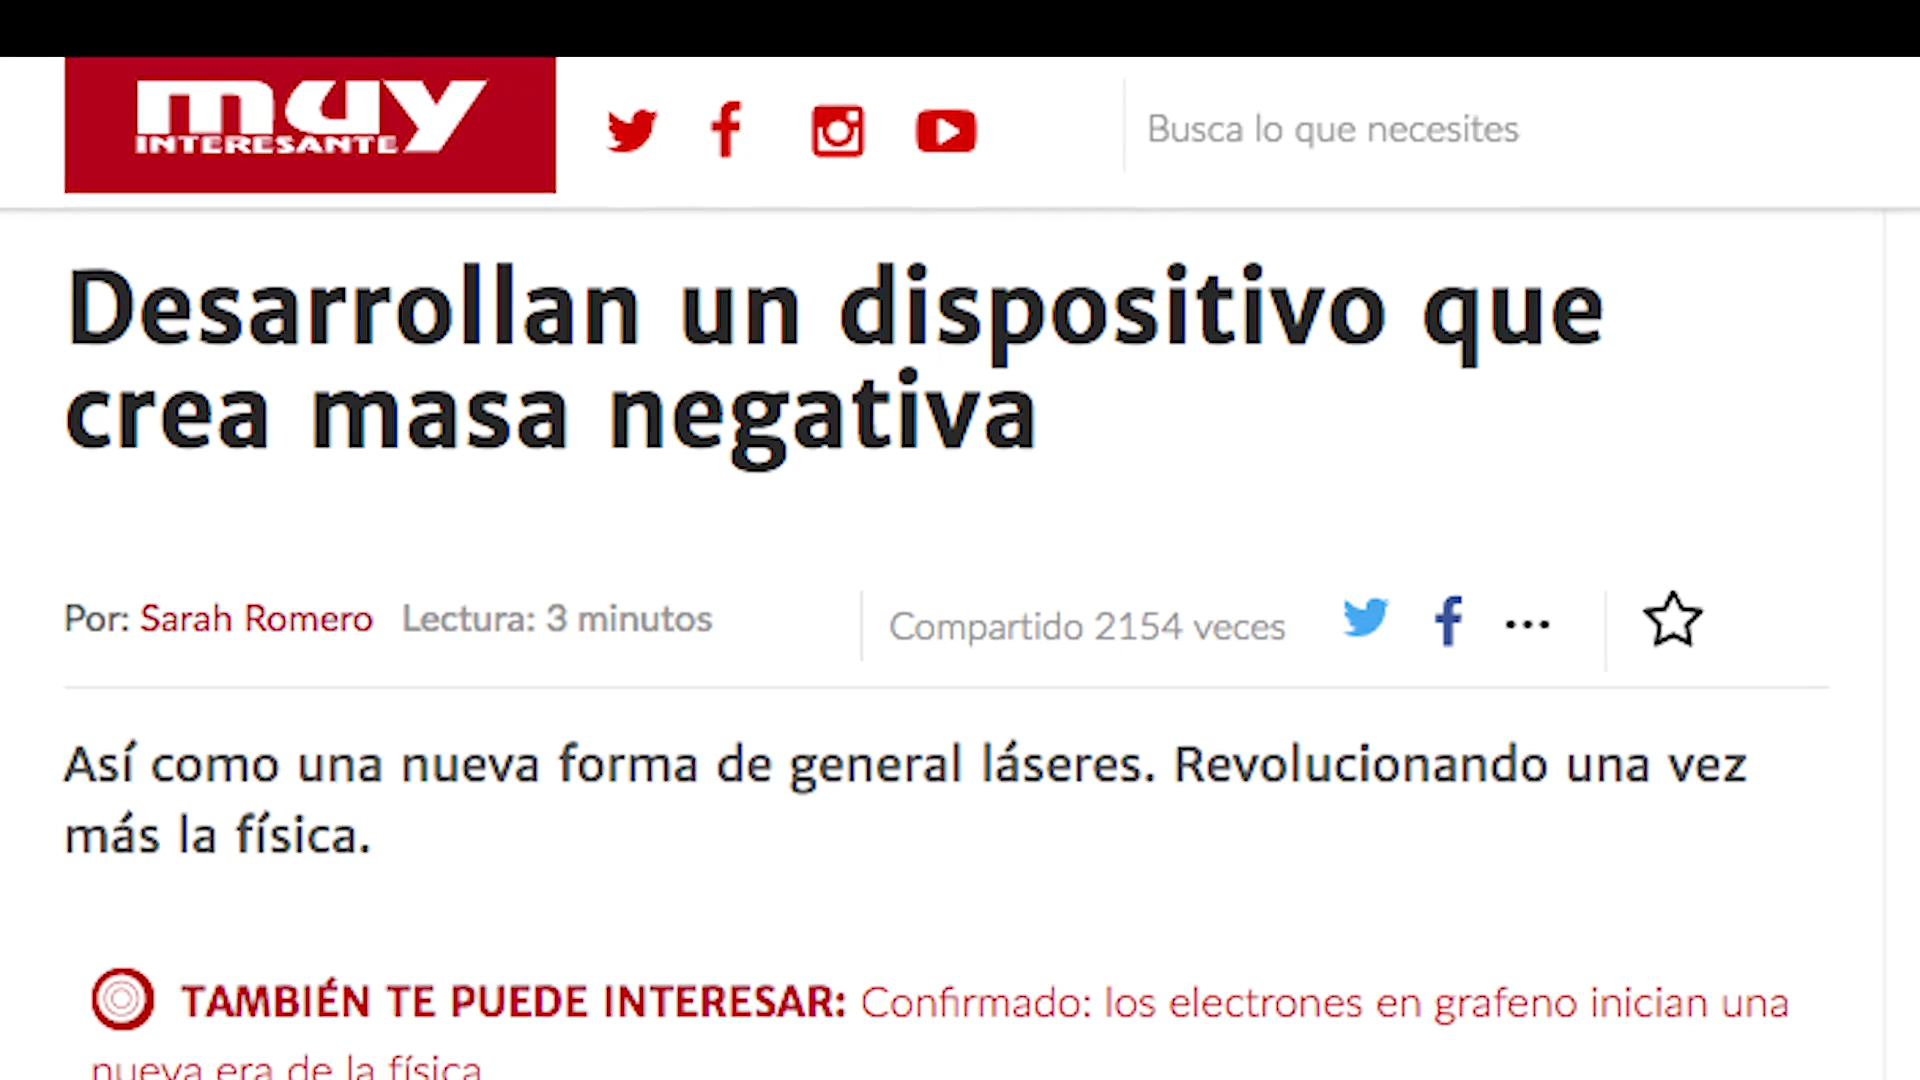 muy
INTERESANTE
Busca lo que necesites
Desarrollan un dispositivo que
crea masa negativa
Por: Sarah Romero Lectura: 3 minutos
Compartido 2154 veces
Así como una nueva forma de general láseres. Revolucionando una vez
más la física.
TAMBIÉN TE PUEDE INTERESAR: Confirmado: los electrones en grafeno inician una
nueva era de la física